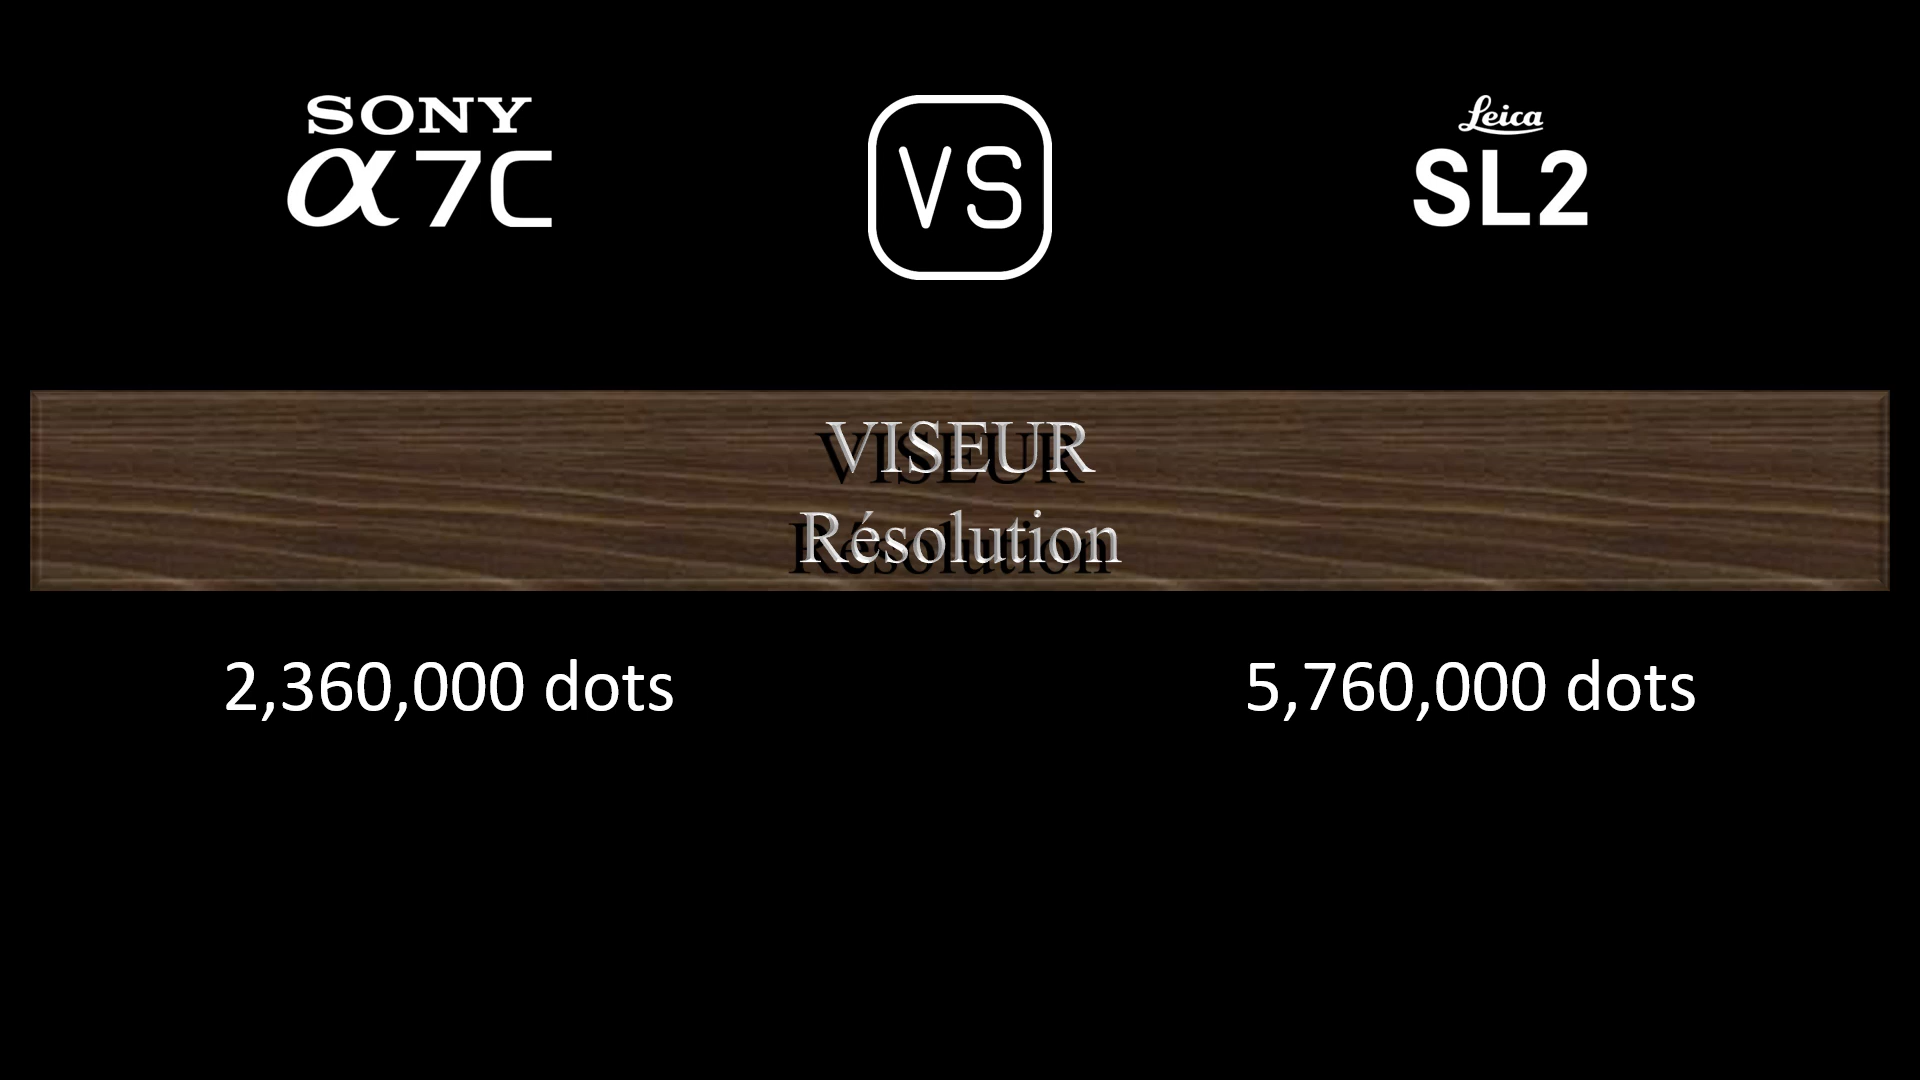 SONY
α7C
VS
Leica
SL2
VISEUR
Résolution
2,360,000 dots
5,760,000 dots